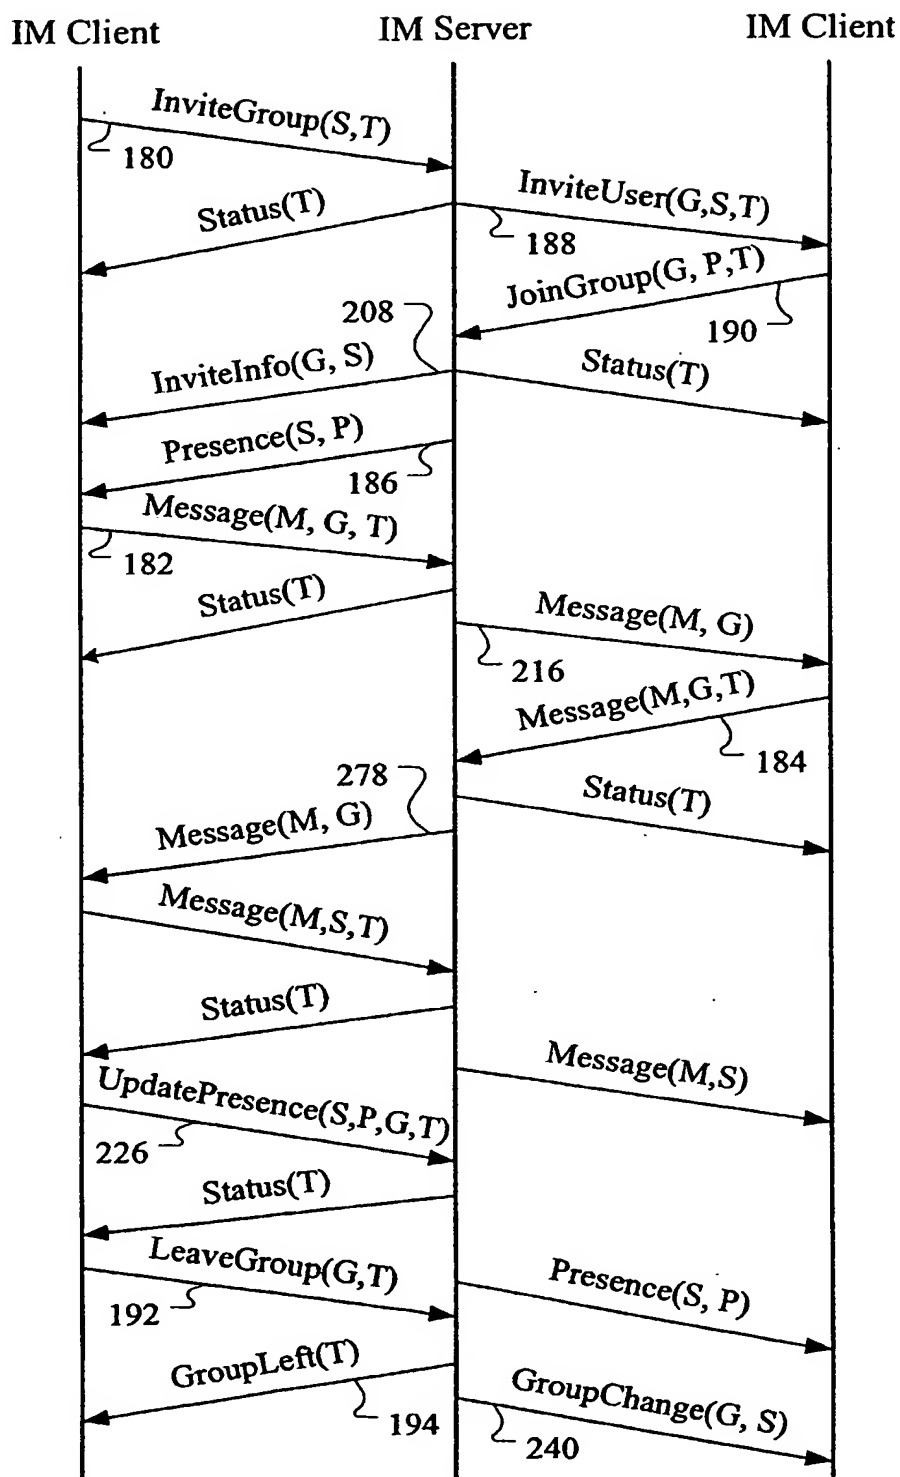 IM Client
IM Server
IM Client
InviteGroup(S,T)
180
InviteUser(G,S,T)
Status(T)
188
JoinGroup(G, P,T)
208
190
InviteInfo(G, S)
Status(T)
Presence(S, P)
186
Message(M, G, T)
182
Status(T)
Message(M, G)
216
Message(M,G,T)
184
278
Status(T)
Message(M, G)
Message(M,S,T)
Status(T)
Message(M,S)
UpdatePresence(S,P,G,T)
226
Status(T)
LeaveGroup(G,T)
192
Presence(S, P)
GroupLeft(T)
194
GroupChange(G, S)
240